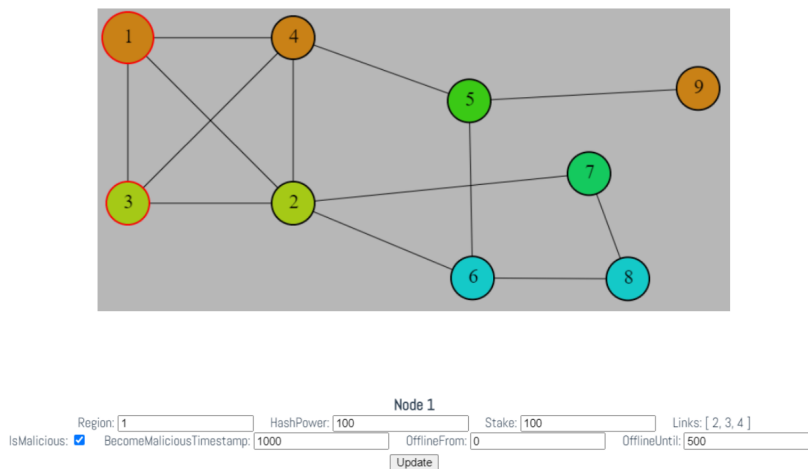 1 4
5 9
7
3 2
6 8
Node 1
Region: 1 HashPower: 100 Stake: 100 Links: [ 2, 3, 4 ]
IsMalicious: BecomeMaliciousTimestamp: 1000 OfflineFrom: 0 OfflineUntil: 500
Update